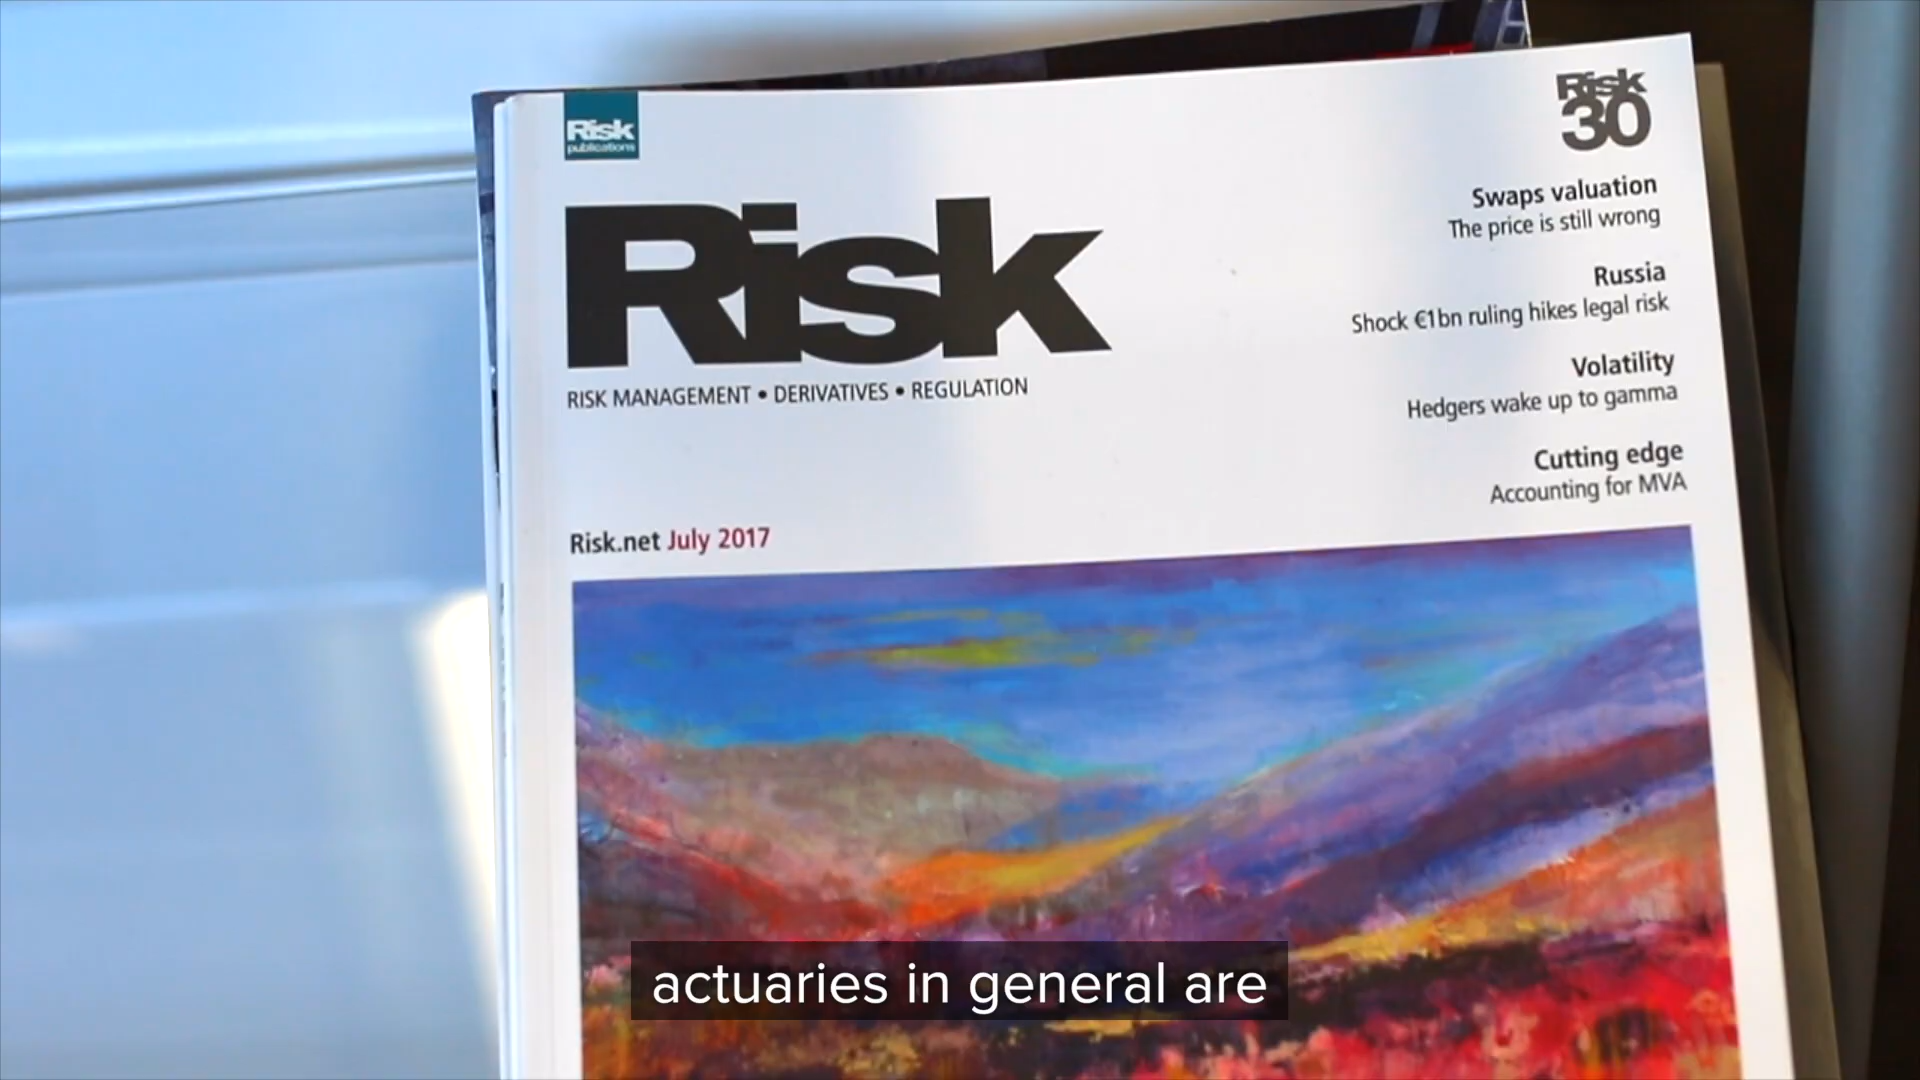 Risk
publications
Risk
30
Risk
RISK MANAGEMENT • DERIVATIVES • REGULATION
Swaps valuation
The price is still wrong
Russia
Shock €1bn ruling hikes legal risk
Volatility
Hedgers wake up to gamma
Cutting edge
Accounting for MVA
Risk.net July 2017
actuaries in general are